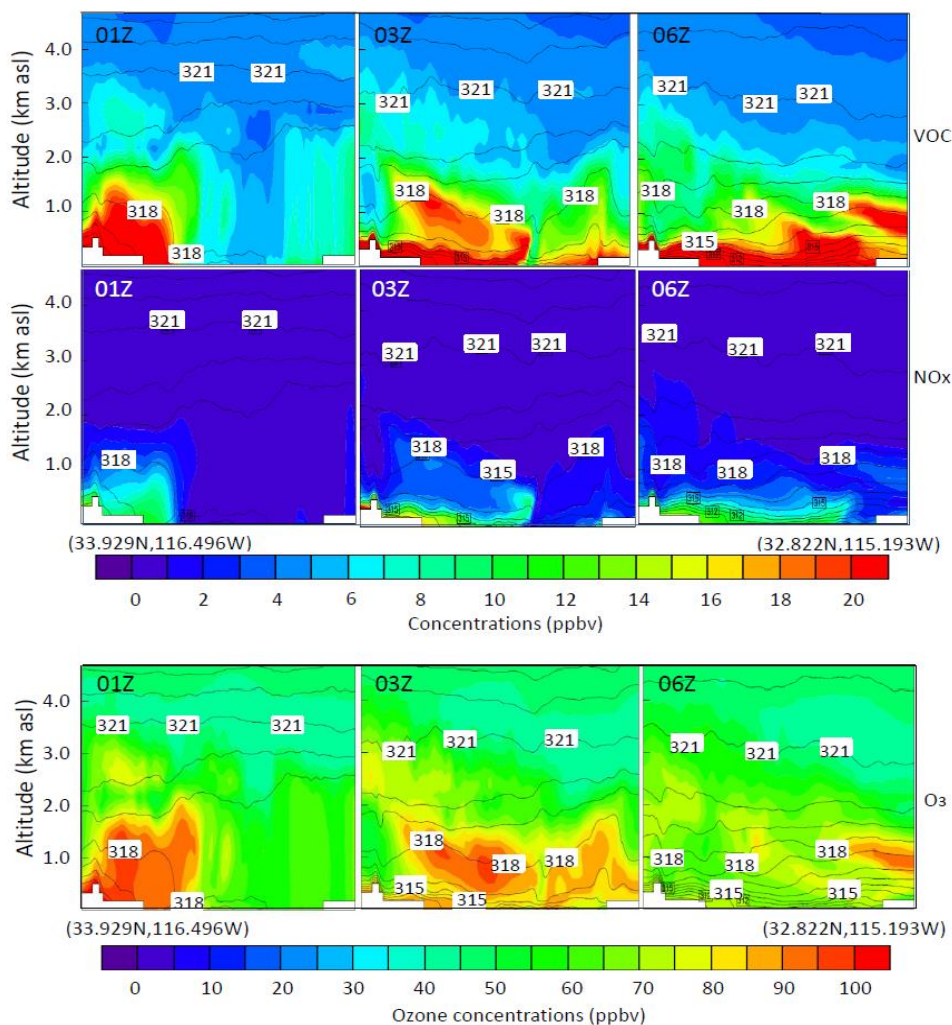 01Z 03Z 06Z
4.0
321 321 321 321 321 321 321 321
3.0
Altitude (km asl)
VOC
2.0
318 318 318 318 318 318
1.0 318
318 315
01Z 03Z 06Z
4.0
321 321 321 321 321 321 321 321
3.0
Altitude (km asl)
NOx
2.0
318 318 318 318 318 318
1.0 315
315 315 312 312 315
(33.929N,116.496W) (32.822N,115.193W)
0 2 4 6 8 10 12 14 16 18 20
Concentrations (ppbv)
01Z 03Z 06Z
4.0
321 321 321 321 321 321 321 321 321
3.0
Altitude (km asl)
O3
2.0
318 318 318 318 318 318 318
1.0
318 315 315 315 315
(33.929N,116.496W) (32.822N,115.193W)
0 10 20 30 40 50 60 70 80 90 100
Ozone concentrations (ppbv)